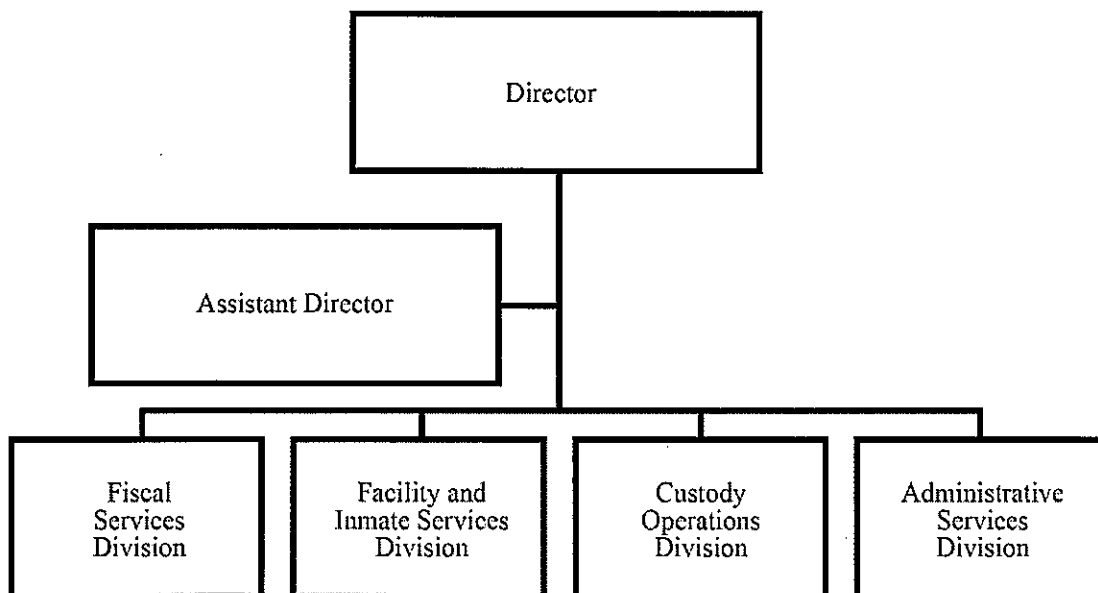 Director
Assistant Director
Fiscal
Services
Division
Facility and
Inmate Services
Division
Custody
Operations
Division
Administrative
Services
Division